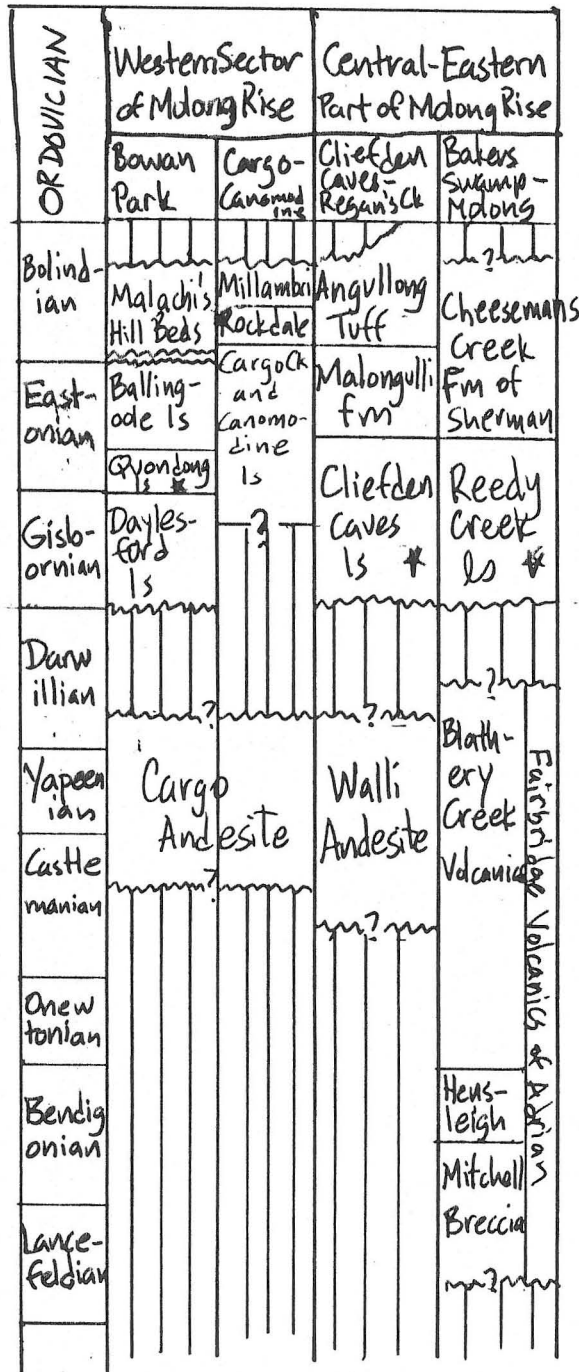 ORDOVICIAN
Western Sector
of Molong Rise
Central-Eastern
Part of Molong Rise
Bowan
Park
Cargo-
Canomod
ine
Cliefden
Caves-
Regan's Ck
Bakers
Swamp-
Molong
Bolind-
ian
Malachi's
Hill Beds
Millambri
Rockdale
Angullong
Tuff
?
Cheesemans
Creek
Fm of
Sherman
East-
onian
Balling-
oole ls
Quondong
ls ★
Cargo Ck
and
Canomo-
dine
ls
?
Malongulli
fm
Cliefden
Caves
ls ★
Reedy
Creek
ls ★
Gisb-
ornian
Dayles-
ford
ls
Darw
illian
?
?
?
Yapeen
ian
Cargo
Andesite
Walli
Andesite
Blath-
ery
Creek
Volcanics
Fairbridge Volcanics of Adrian
Castle
manian
?
?
Onew
tonian
Bendig
onian
Hens-
leigh
Mitchell
Breccia
Lance-
feldian
?